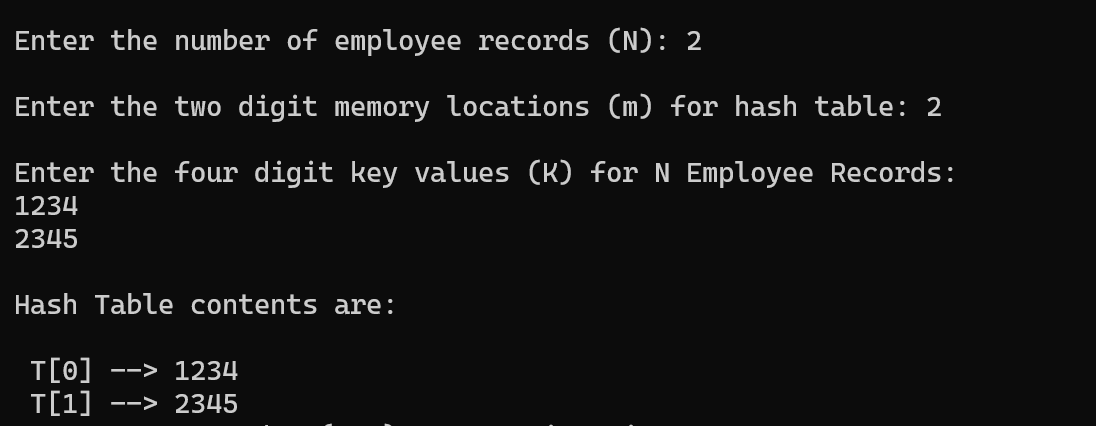 Enter the number of employee records (N): 2
Enter the two digit memory locations (m) for hash table: 2
Enter the four digit key values (K) for N Employee Records:
1234
2345
Hash Table contents are:
T[0] --> 1234
T[1] --> 2345